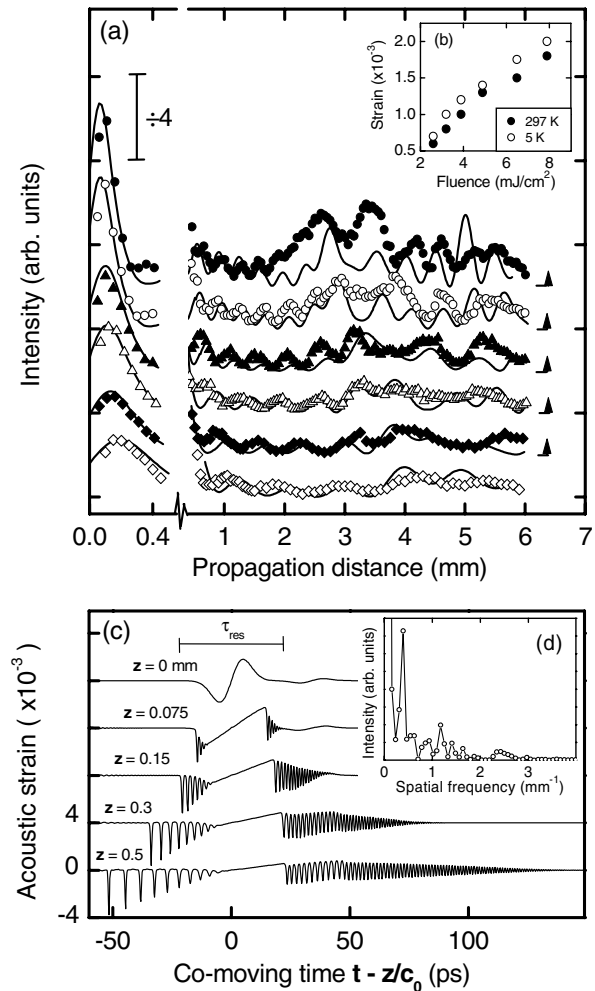 (a)
÷4
Intensity (arb. units)
0.0
0.4
1
2
3
4
5
6
7
Propagation distance (mm)
(b)
Strain (x10⁻³)
2.0
1.5
1.0
0.5
297 K
5 K
2
4
6
8
Fluence (mJ/cm²)
(c)
τres
z = 0 mm
z = 0.075
z = 0.15
z = 0.3
z = 0.5
Acoustic strain ( x10⁻³)
4
0
-4
-50
0
50
100
Co-moving time t - z/c₀ (ps)
(d)
Intensity (arb. units)
0
1
2
3
Spatial frequency (mm⁻¹)